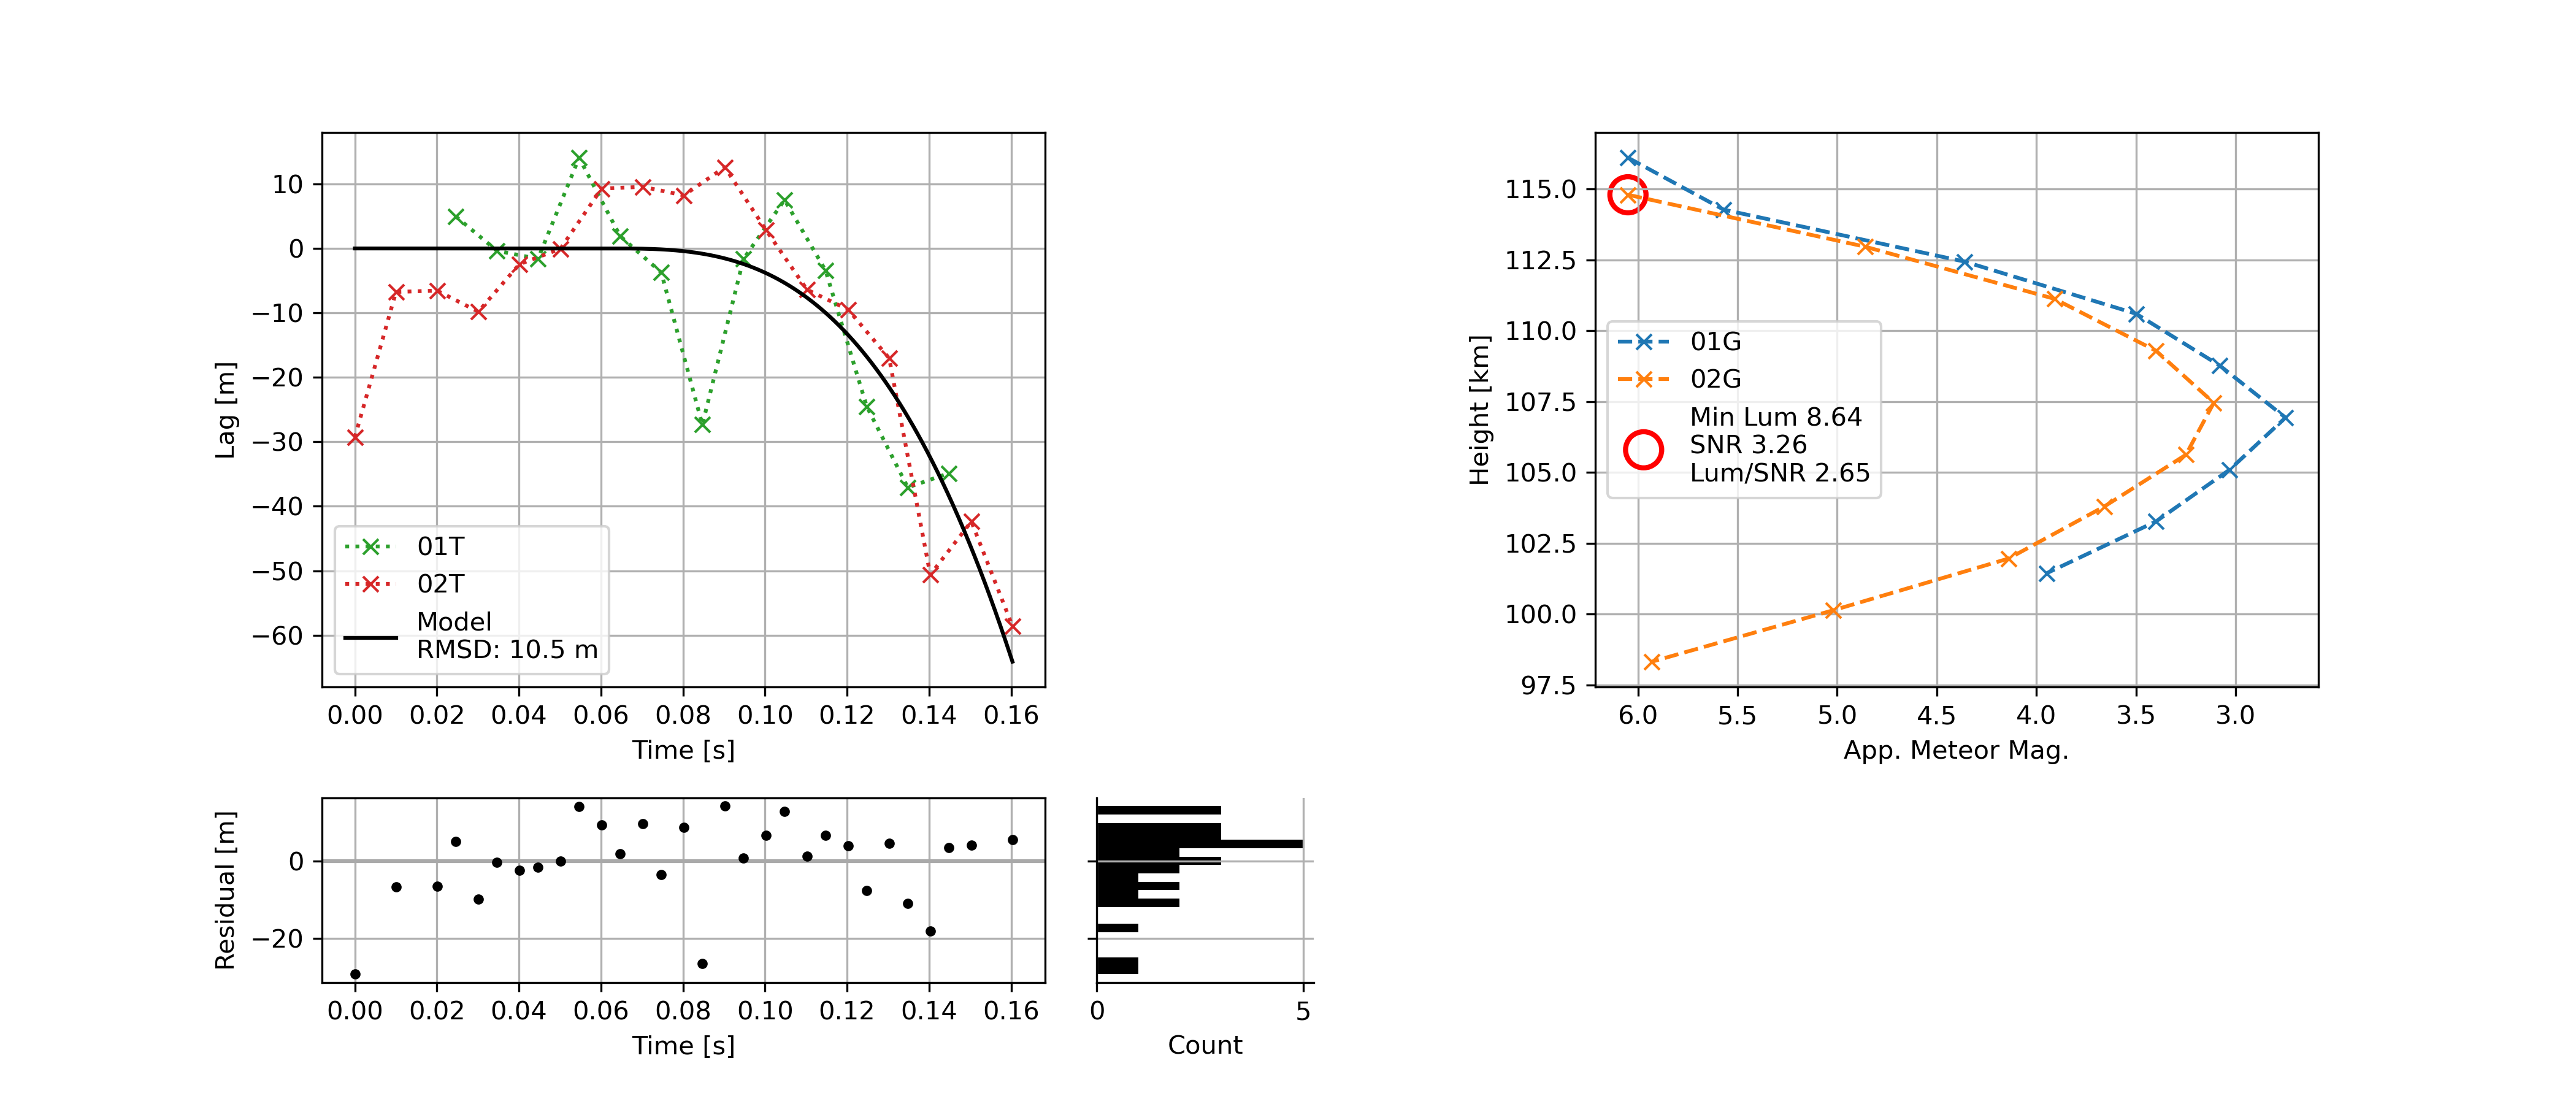 10
0
−10
−20
−30
−40
−50
−60
Lag [m]
01T
02T
Model
RMSD: 10.5 m
0.00 0.02 0.04 0.06 0.08 0.10 0.12 0.14 0.16
Time [s]
115.0
112.5
110.0
107.5
105.0
102.5
100.0
97.5
Height [km]
01G
02G
Min Lum 8.64
SNR 3.26
Lum/SNR 2.65
6.0 5.5 5.0 4.5 4.0 3.5 3.0
App. Meteor Mag.
0
−20
Residual [m]
0.00 0.02 0.04 0.06 0.08 0.10 0.12 0.14 0.16
Time [s]
0 5
Count